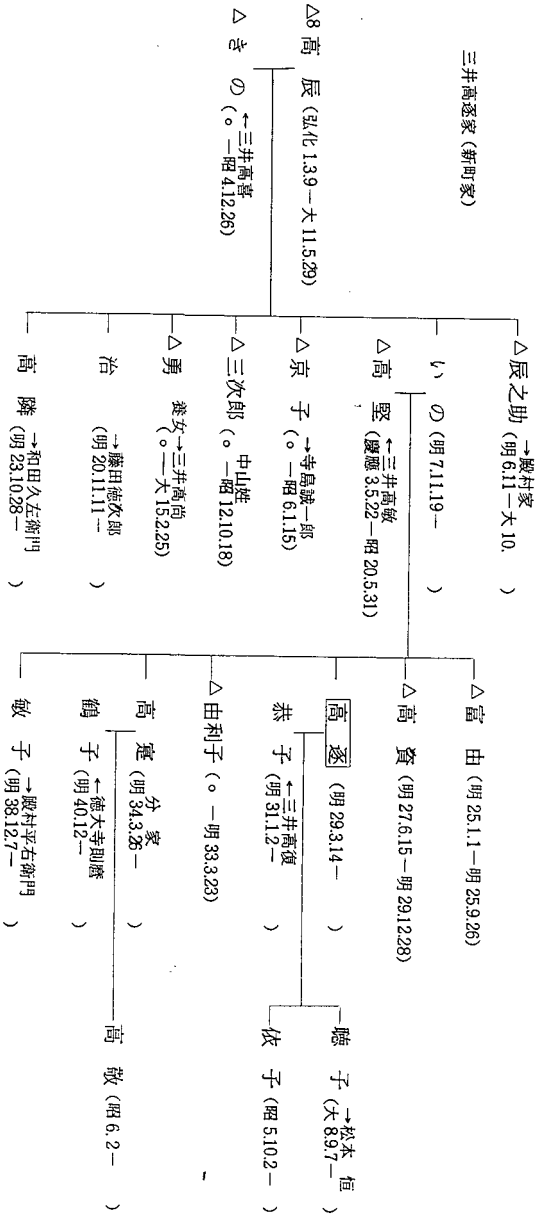 三井高逐家(新町家)
△8高辰(弘化1.3.9―大11.5.29)
△きの ←三井高喜
(。―昭4.12.26)
△辰之助 →殿村家
(明6.11―大10. )
いの(明7.11.19― )
△高堅 ←三井高敏
(慶應3.5.22―昭20.5.31)
△京子 →寺島誠一郎
(。―昭6.1.15)
△三次郎 中山姓
(。―昭12.10.18)
△勇 養女→三井高尚
(。―大15.2.25)
治 →藤田徳次郎
(明20.11.11― )
高隣 →和田久左衛門
(明23.10.28― )
△富由(明25.1.1―明25.9.26)
△高資(明27.6.15―明29.12.28)
高逐(明29.3.14― )
恭子 ←三井高復
(明31.1.2― )
△由利子(。―明33.3.23)
高寬 分家
(明34.3.26― )
鶴子 ←徳大寺則麿
(明40.12― )
敏子 →殿村平右衛門
(明38.12.7― )
聰子 →松本恒
(大8.9.7― )
依子(昭5.10.2― )
高敬(昭6.2― )